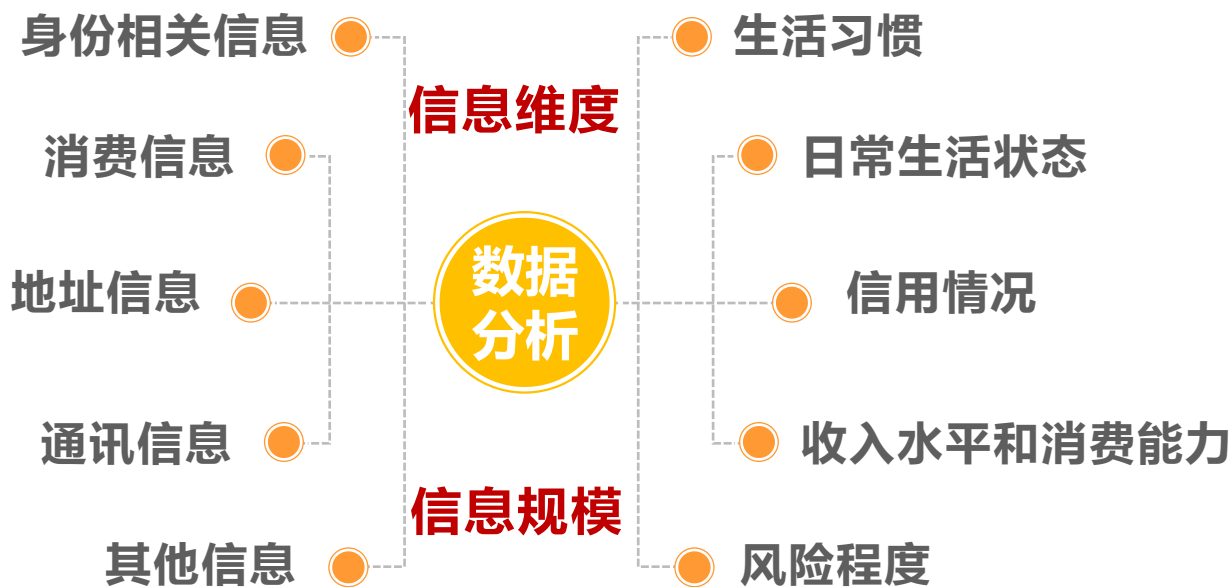 身份相关信息
生活习惯
信息维度
消费信息
日常生活状态
数据
分析
地址信息
信用情况
通讯信息
收入水平和消费能力
信息规模
其他信息
风险程度